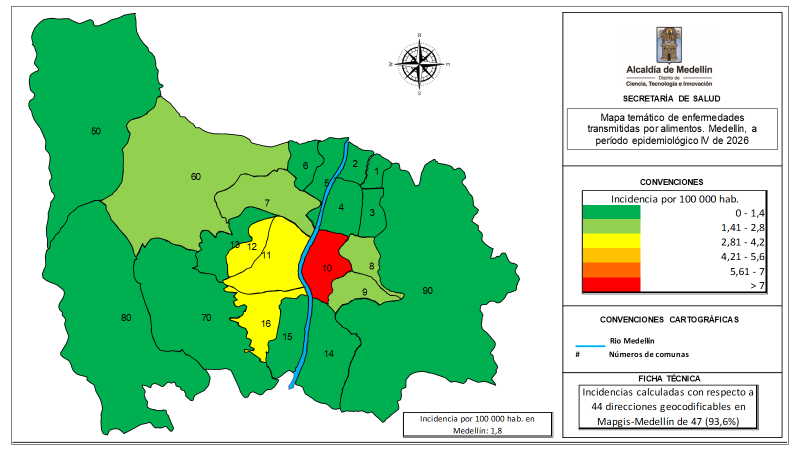 N
W
E
S
50
60
6
2
1
5
7
4
3
13
12
11
10
8
9
90
80
70
16
15
14
Incidencia por 100 000 hab. en
Medellín: 1,8
Alcaldía de Medellín
Distrito de
Ciencia, Tecnología e Innovación
SECRETARÍA DE SALUD
Mapa temático de enfermedades
transmitidas por alimentos. Medellín, a
período epidemiológico IV de 2026
CONVENCIONES
Incidencia por 100 000 hab.
0 - 1,4
1,41 - 2,8
2,81 - 4,2
4,21 - 5,6
5,61 - 7
> 7
CONVENCIONES CARTOGRÁFICAS
Rio Medellín
# Números de comunas
FICHA TÉCNICA
Incidencias calculadas con respecto a
44 direcciones geocodificables en
Mapgis-Medellín de 47 (93,6%)